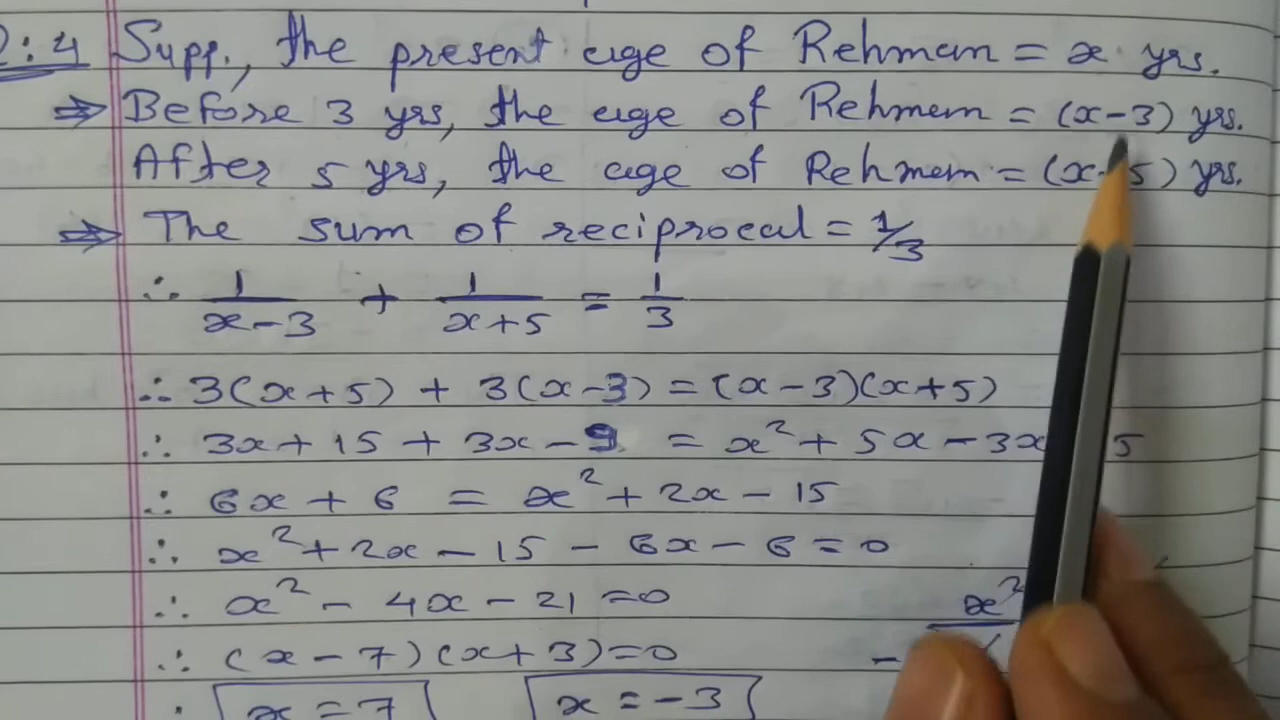 Q:4 Supp., the present age of Rehman = x yrs.
⇒ Before 3 yrs, the age of Rehman = (x-3) yrs.
After 5 yrs, the age of Rehman = (x 5) yrs.
⇒ The sum of reciprocal = 1/3
∴ 1/(x-3) + 1/(x+5) = 1/3
∴ 3(x+5) + 3(x-3) = (x-3)(x+5)
∴ 3x + 15 + 3x - 9 = x² + 5x - 3x 5
∴ 6x + 6 = x² + 2x - 15
∴ x² + 2x - 15 - 6x - 6 = 0
∴ x² - 4x - 21 = 0
x²
∴ (x-7)(x+3) = 0
-
∴ x = 7 x = -3